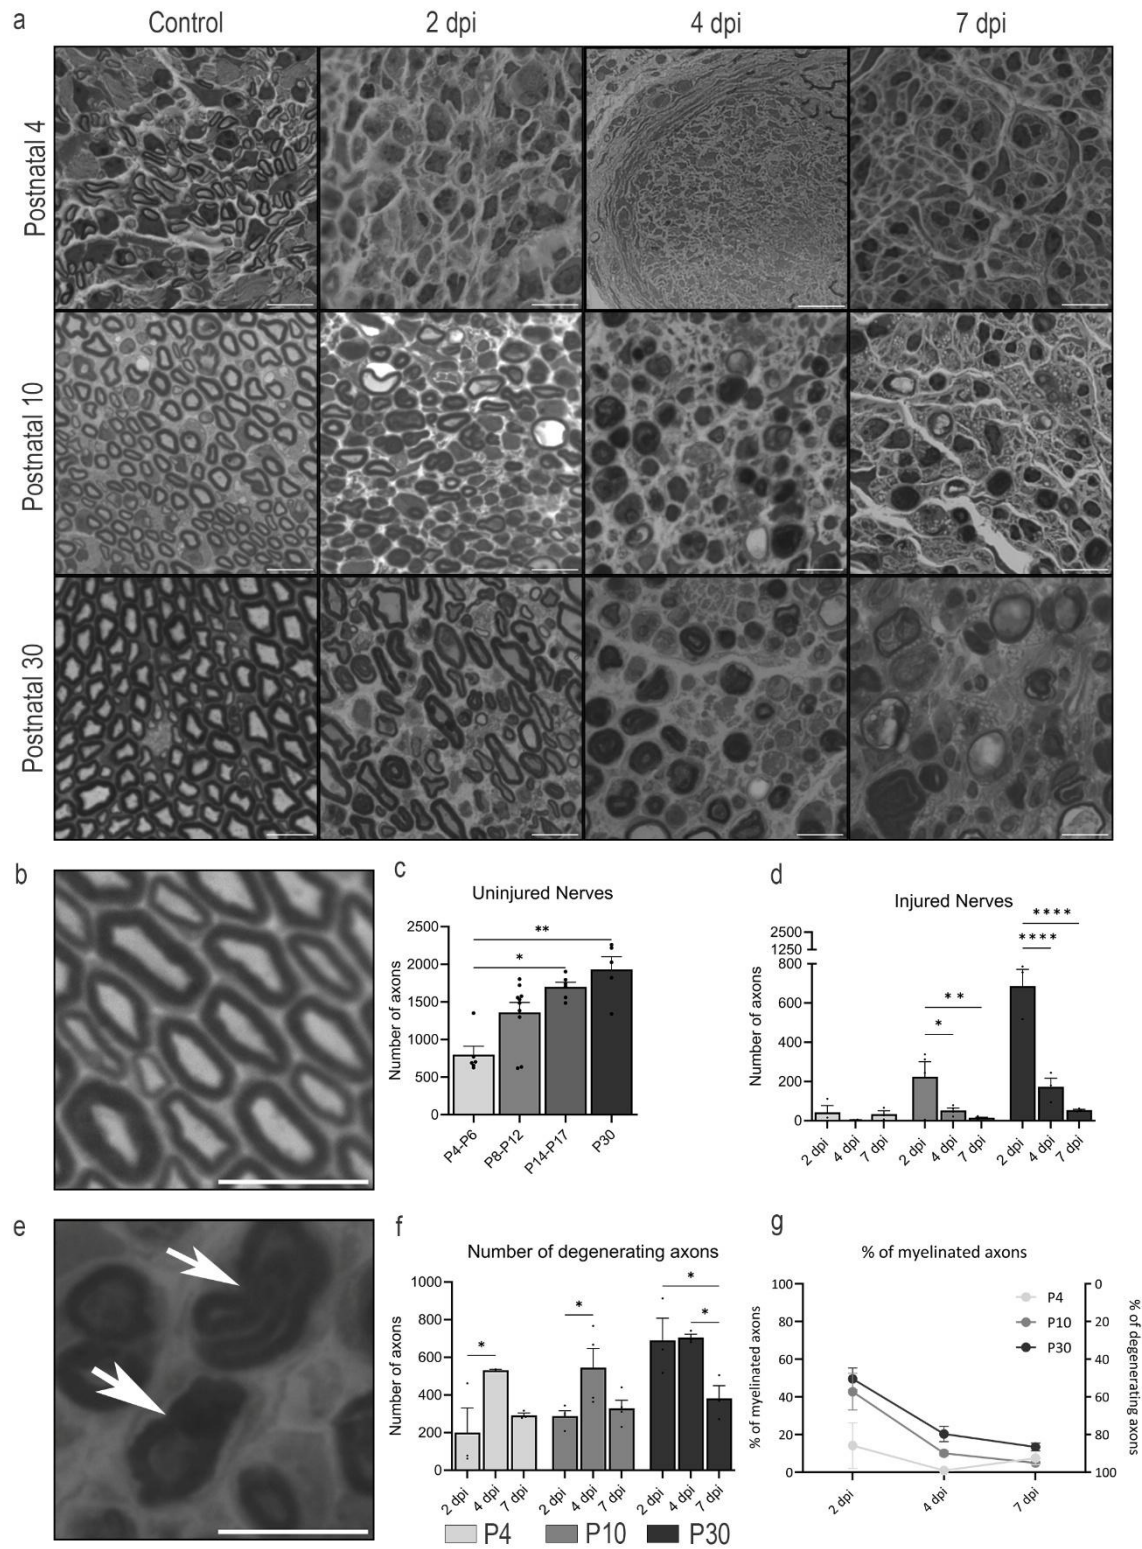 a
Control
2 dpi
4 dpi
7 dpi
Postnatal 4
Postnatal 10
Postnatal 30
b
c
Uninjured Nerves
Number of axons
2500
2000
1500
1000
500
0
**
*
P4-P6
P8-P12
P14-P17
P30
d
Injured Nerves
Number of axons
2500
1250
800
600
400
200
0
* *
*
* * * *
* * * *
2 dpi
4 dpi
7 dpi
2 dpi
4 dpi
7 dpi
2 dpi
4 dpi
7 dpi
e
f
Number of degenerating axons
Number of axons
1000
800
600
400
200
0
*
*
*
*
2 dpi
4 dpi
7 dpi
2 dpi
4 dpi
7 dpi
2 dpi
4 dpi
7 dpi
P4
P10
P30
g
% of myelinated axons
% of myelinated axons
100
80
60
40
20
0
P4
P10
P30
0
20
40
60
80
100
% of degenerating axons
2 dpi
4 dpi
7 dpi